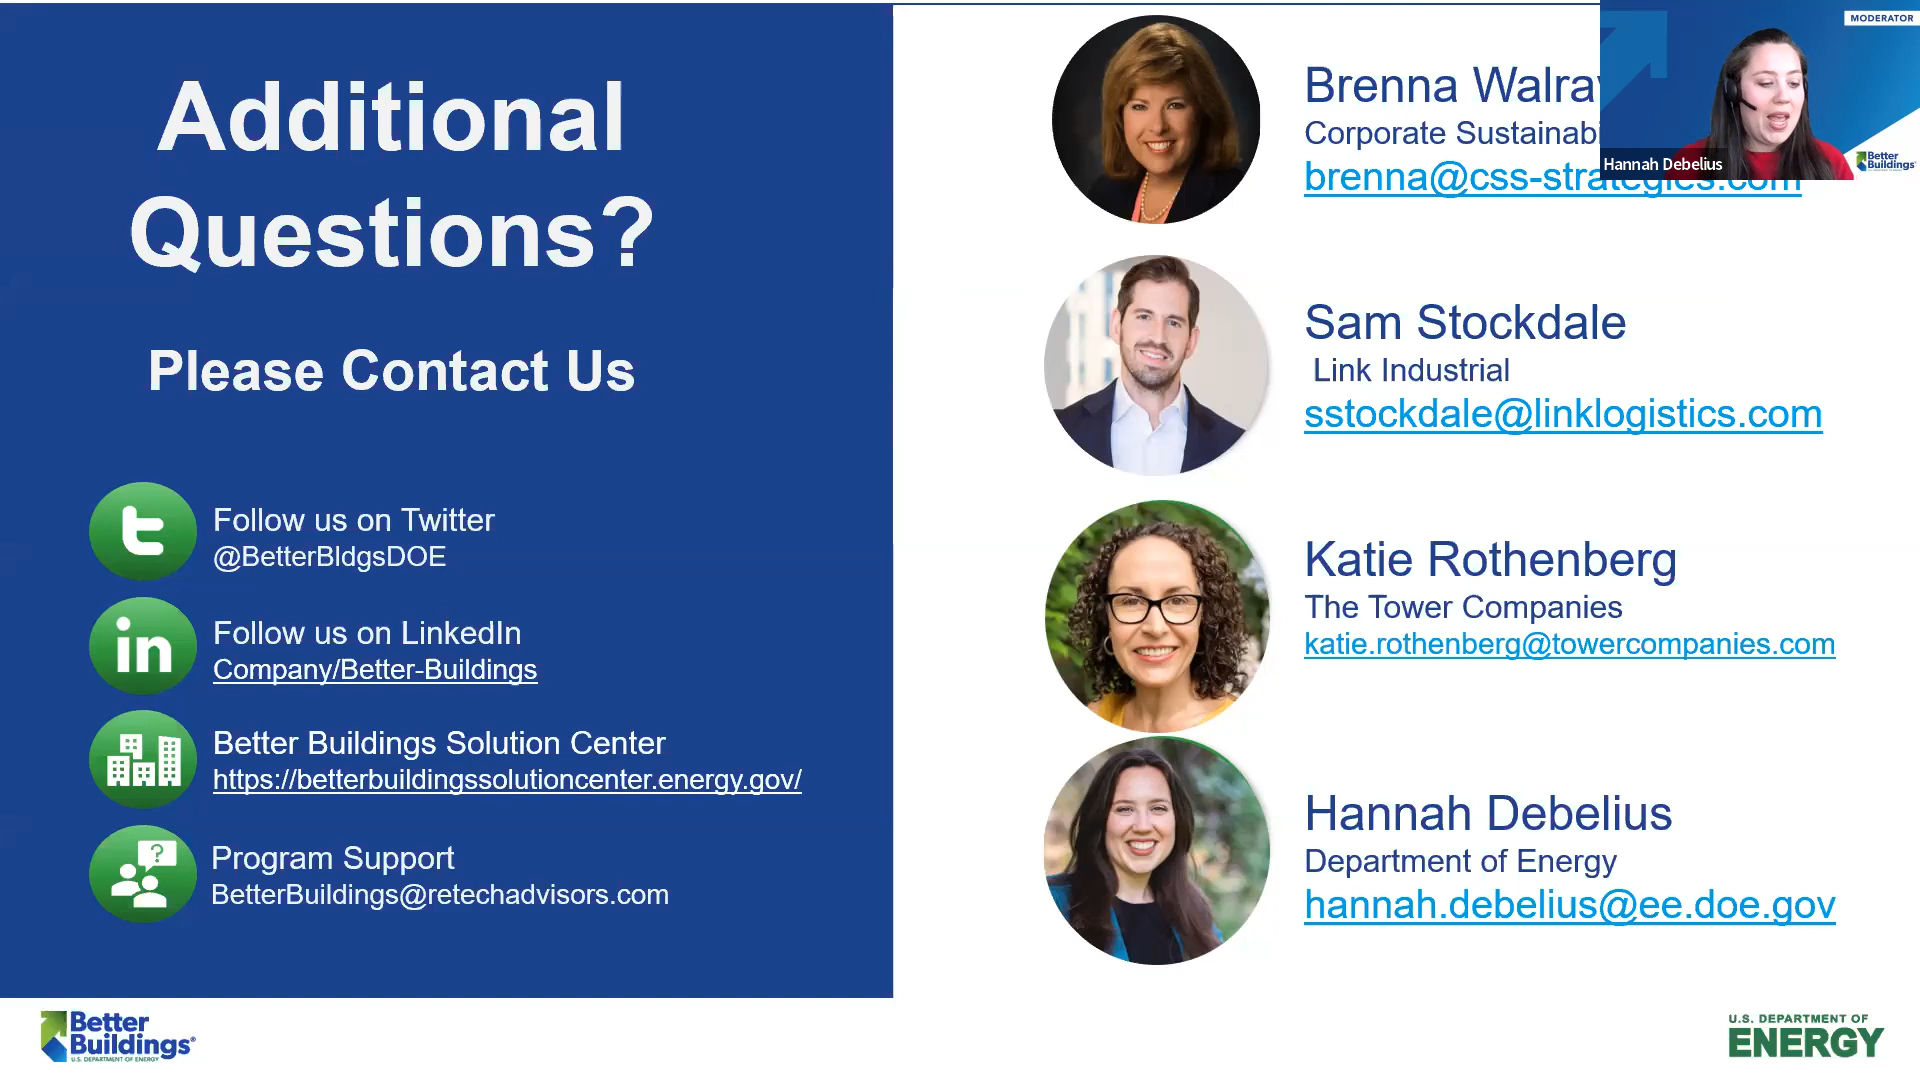 Additional
Questions?
Please Contact Us
Follow us on Twitter
@BetterBldgsDOE
Follow us on LinkedIn
Company/Better-Buildings
Better Buildings Solution Center
https://betterbuildingssolutioncenter.energy.gov/
Program Support
BetterBuildings@retechadvisors.com
Brenna
Corporate
brenna@css-strategies.com
Sam Stockdale
Link Industrial
sstockdale@linklogistics.com
Katie Rothenberg
The Tower Companies
katie.rothenberg@towercompanies.com
Hannah Debelius
Department of Energy
hannah.debelius@ee.doe.gov
MODERATOR
Hannah Debelius
Better
Buildings®
Better
Buildings®
U.S. DEPARTMENT OF ENERGY
U.S. DEPARTMENT OF
ENERGY